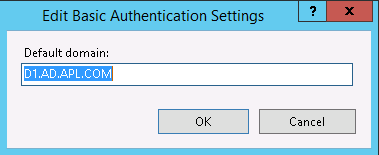 Edit Basic Authentication Settings
? x
Default domain:
D1.AD.APL.COM
OK Cancel